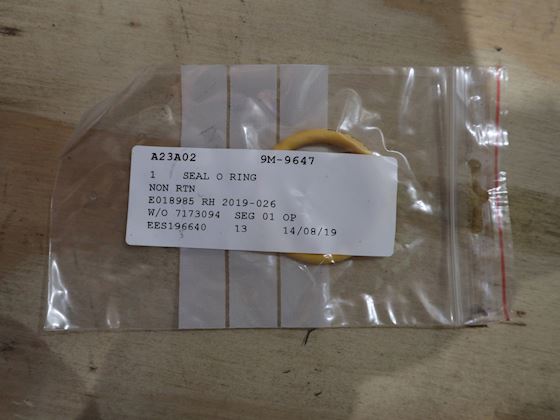 A23A02 9M-9647
1 SEAL O RING
NON RTN
E018985 RH 2019-026
W/O 7173094 SEG 01 OP
EES196640 13 14/08/19